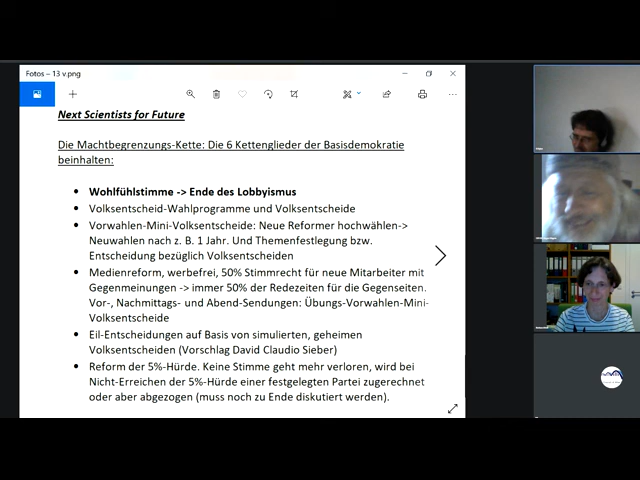 Fotos – 13 v.png
Next Scientists for Future
Die Machtbegrenzungs-Kette: Die 6 Kettenglieder der Basisdemokratie
beinhalten:
• Wohlfühlstimme -> Ende des Lobbyismus
• Volksentscheid-Wahlprogramme und Volksentscheide
• Vorwahlen-Mini-Volksentscheide: Neue Reformer hochwählen->
Neuwahlen nach z. B. 1 Jahr. Und Themenfestlegung bzw.
Entscheidung bezüglich Volksentscheiden
• Medienreform, werbefrei, 50% Stimmrecht für neue Mitarbeiter mit
Gegenmeinungen -> immer 50% der Redezeiten für die Gegenseiten.
Vor-, Nachmittags- und Abend-Sendungen: Übungs-Vorwahlen-Mini-
Volksentscheide
• Eil-Entscheidungen auf Basis von simulierten, geheimen
Volksentscheiden (Vorschlag David Claudio Sieber)
• Reform der 5%-Hürde. Keine Stimme geht mehr verloren, wird bei
Nicht-Erreichen der 5%-Hürde einer festgelegten Partei zugerechnet
oder aber abgezogen (muss noch zu Ende diskutiert werden).